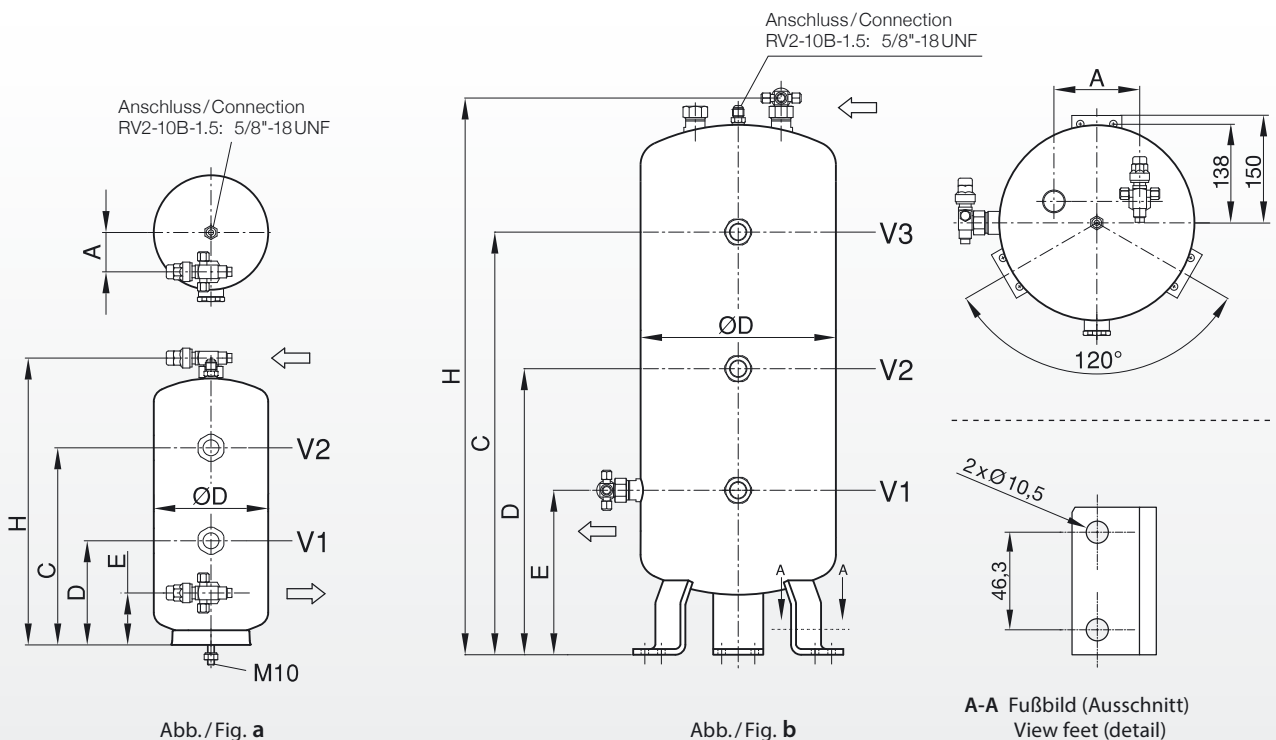 Anschluss/Connection
RV2-10B-1.5: 5/8"-18UNF
A
H
C
D
E
ØD
V2
V1
M10
Abb./Fig. a
Anschluss/Connection
RV2-10B-1.5: 5/8"-18UNF
H
C
D
E
ØD
V3
V2
V1
A
A
Abb./Fig. b
A
138
150
120°
2xØ10,5
46,3
A-A Fußbild (Ausschnitt)
View feet (detail)